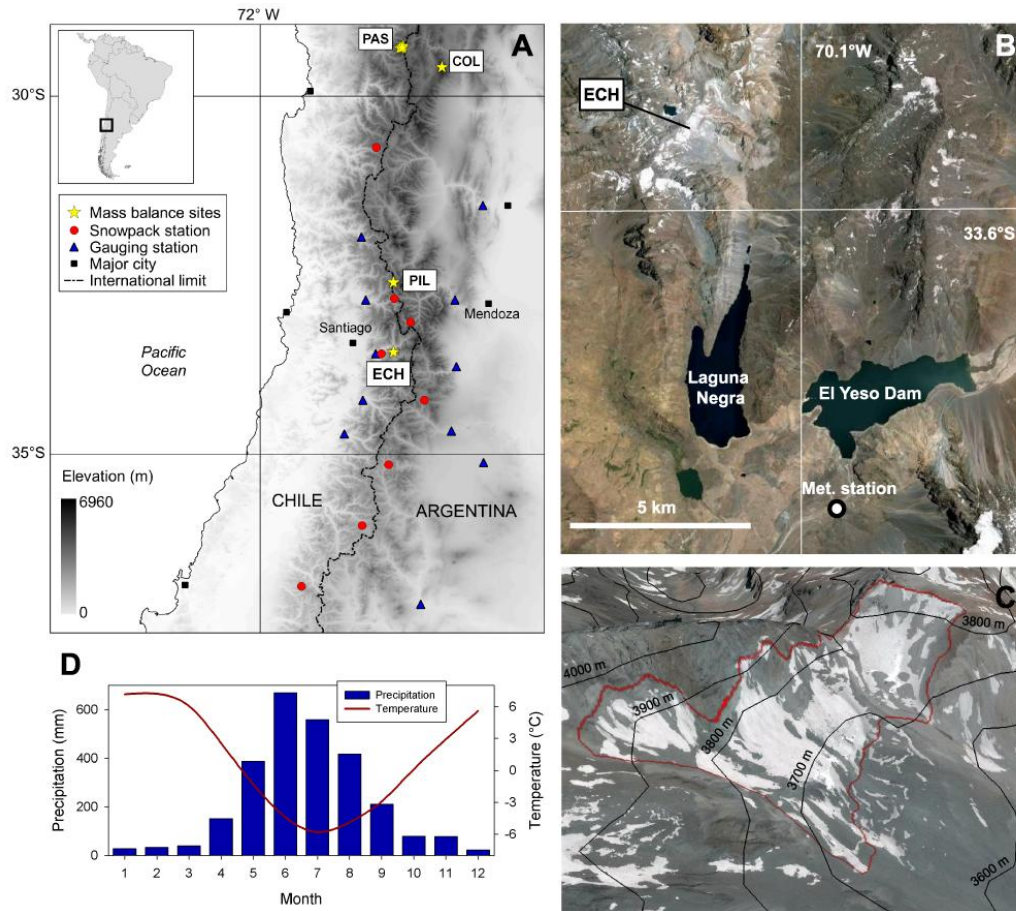 72° W
A
PAS
COL
30°S
Mass balance sites
Snowpack station
Gauging station
Major city
International limit
PIL
Santiago
Mendoza
Pacific
Ocean
ECH
35°S
Elevation (m)
6960
0
CHILE
ARGENTINA
B
70.1°W
ECH
33.6°S
Laguna
Negra
El Yeso Dam
Met. station
5 km
C
3800 m
4000 m
3900 m
3800 m
3700 m
3600 m
D
Precipitation
Temperature
Precipitation (mm)
600
400
200
0
Temperature (°C)
6
3
0
-3
-6
1 2 3 4 5 6 7 8 9 10 11 12
Month